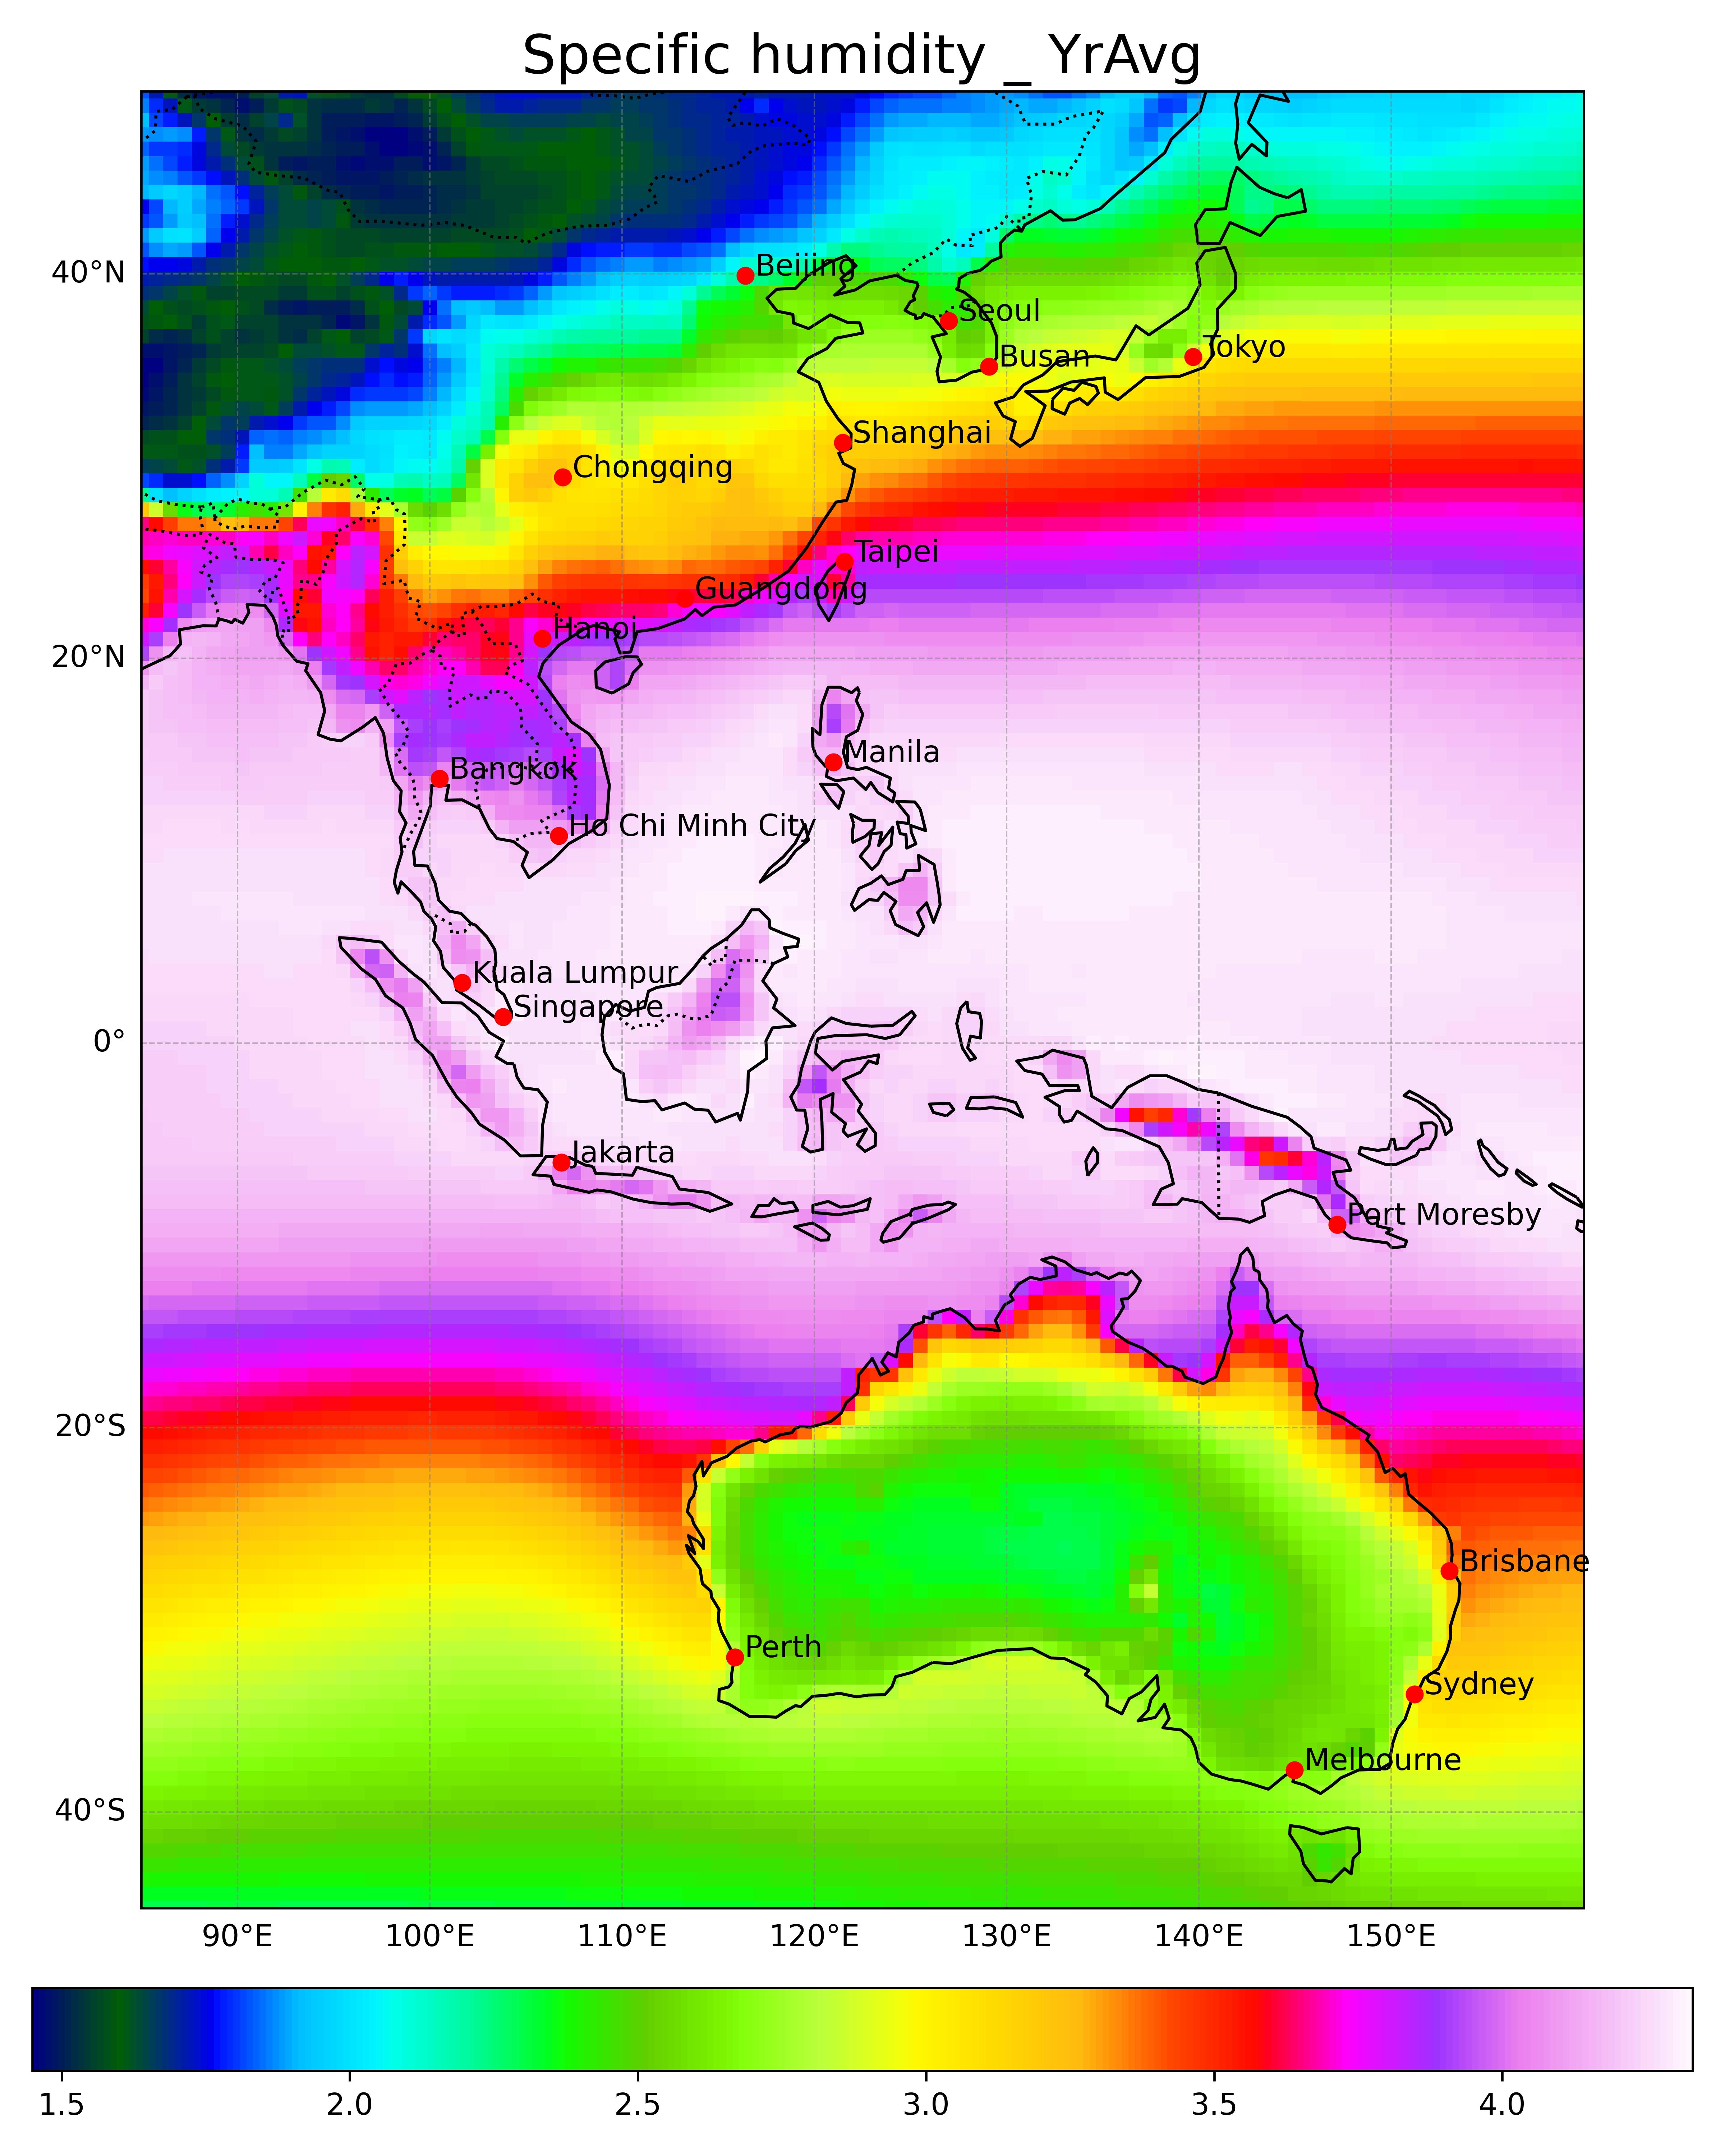 Specific humidity _ YrAvg
40°N
20°N
0°
20°S
40°S
Beijing
Seoul
Busan
Tokyo
Shanghai
Chongqing
Taipei
Guangdong
Hanoi
Manila
Bangkok
Ho Chi Minh City
Kuala Lumpur
Singapore
Jakarta
Port Moresby
Brisbane
Perth
Sydney
Melbourne
90°E 100°E 110°E 120°E 130°E 140°E 150°E
1.5 2.0 2.5 3.0 3.5 4.0